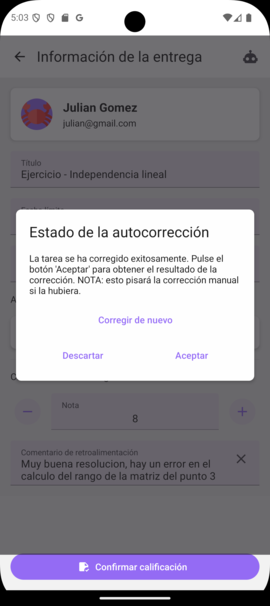 5:03
Información de la entrega
Julian Gomez
julian@gmail.com
Título
Ejercicio - Independencia lineal
Estado de la autocorrección
La tarea se ha corregido exitosamente. Pulse el
botón 'Aceptar' para obtener el resultado de la
corrección. NOTA: esto pisará la corrección manual
si la hubiera.
Corregir de nuevo
Descartar
Aceptar
Nota
8
Comentario de retroalimentación
Muy buena resolucion, hay un error en el
calculo del rango de la matriz del punto 3
Confirmar calificación